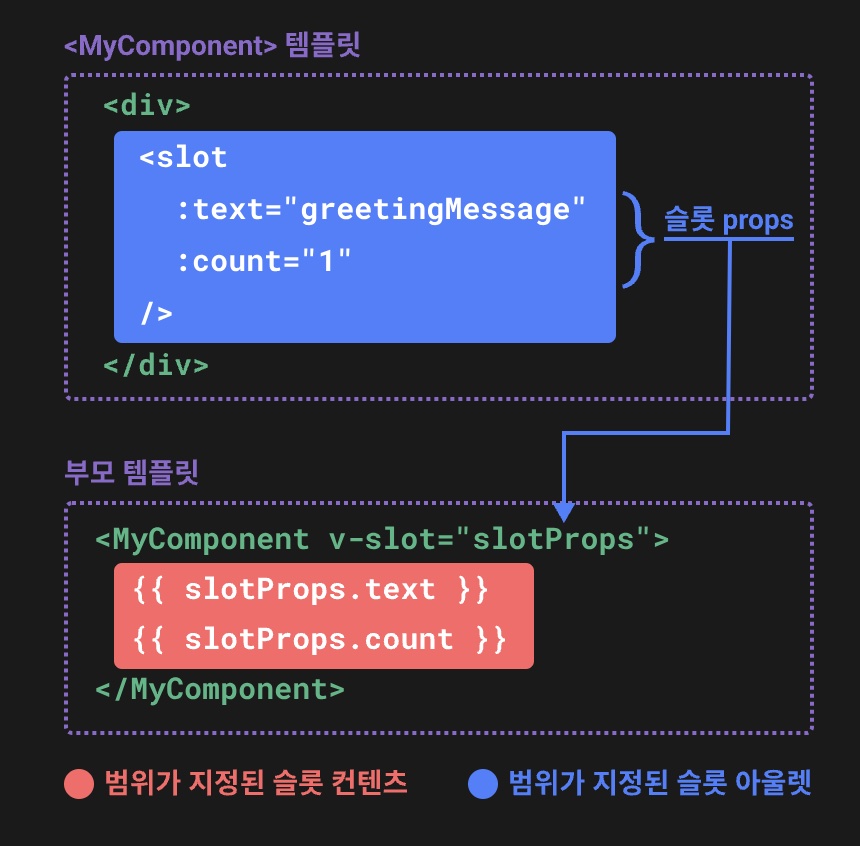 <MyComponent> 템플릿
<div>
<slot
:text="greetingMessage"
:count="1"
/>
</div>
슬롯 props
부모 템플릿
<MyComponent v-slot="slotProps">
{{ slotProps.text }}
{{ slotProps.count }}
</MyComponent>
범위가 지정된 슬롯 컨텐츠
범위가 지정된 슬롯 아울렛